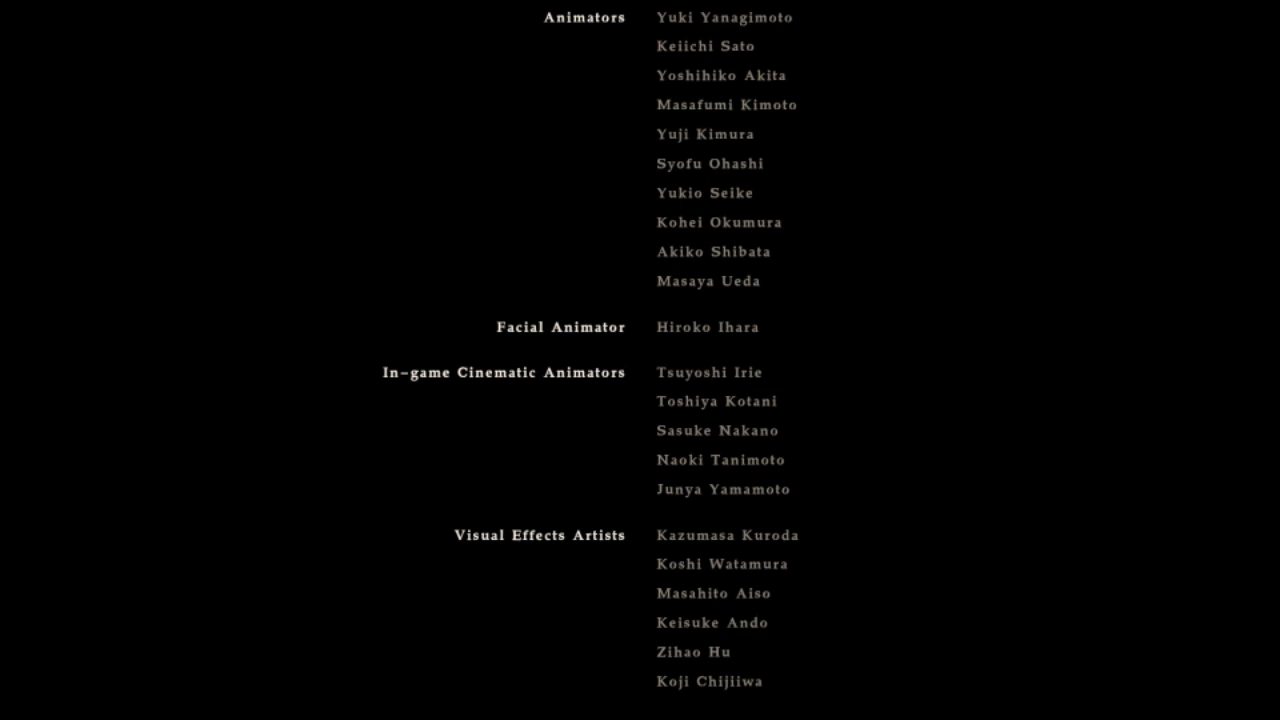 Animators Yuki Yanagimoto
Keiichi Sato
Yoshihiko Akita
Masafumi Kimoto
Yuji Kimura
Syofu Ohashi
Yukio Seike
Kohei Okumura
Akiko Shibata
Masaya Ueda
Facial Animator Hiroko Ihara
In-game Cinematic Animators Tsuyoshi Irie
Toshiya Kotani
Sasuke Nakano
Naoki Tanimoto
Junya Yamamoto
Visual Effects Artists Kazumasa Kuroda
Koshi Watamura
Masahito Aiso
Keisuke Ando
Zihao Hu
Koji Chijiiwa